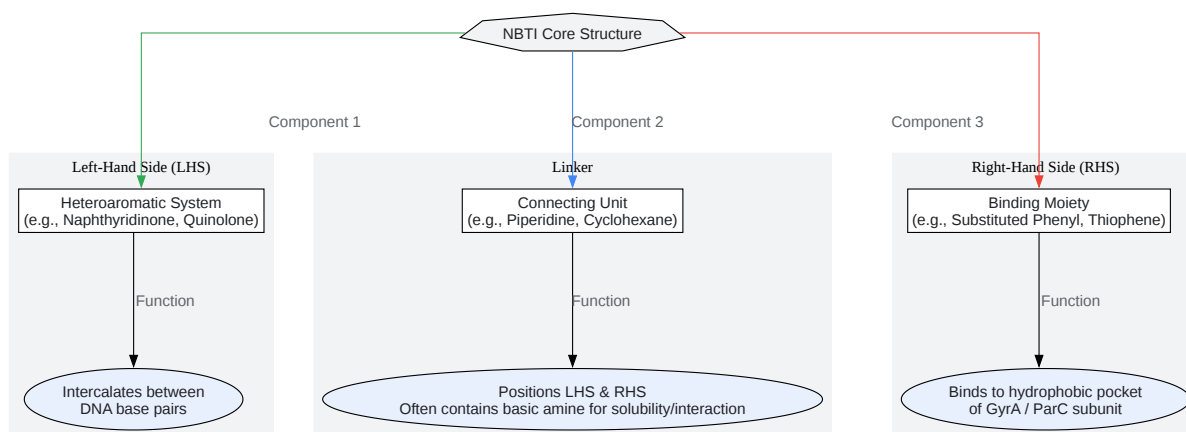 NBTI Core Structure
Component 1
Component 2
Component 3
Left-Hand Side (LHS)
Linker
Right-Hand Side (RHS)
Heteroaromatic System
(e.g., Naphthyridinone, Quinolone)
Connecting Unit
(e.g., Piperidine, Cyclohexane)
Binding Moiety
(e.g., Substituted Phenyl, Thiophene)
Function
Function
Function
Intercalates between
DNA base pairs
Positions LHS & RHS
Often contains basic amine for solubility/interaction
Binds to hydrophobic pocket
of GyrA / ParC subunit